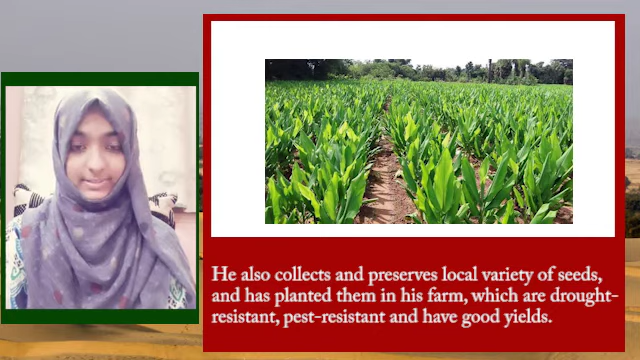 He also collects and preserves local variety of seeds,
and has planted them in his farm, which are drought-
resistant, pest-resistant and have good yields.